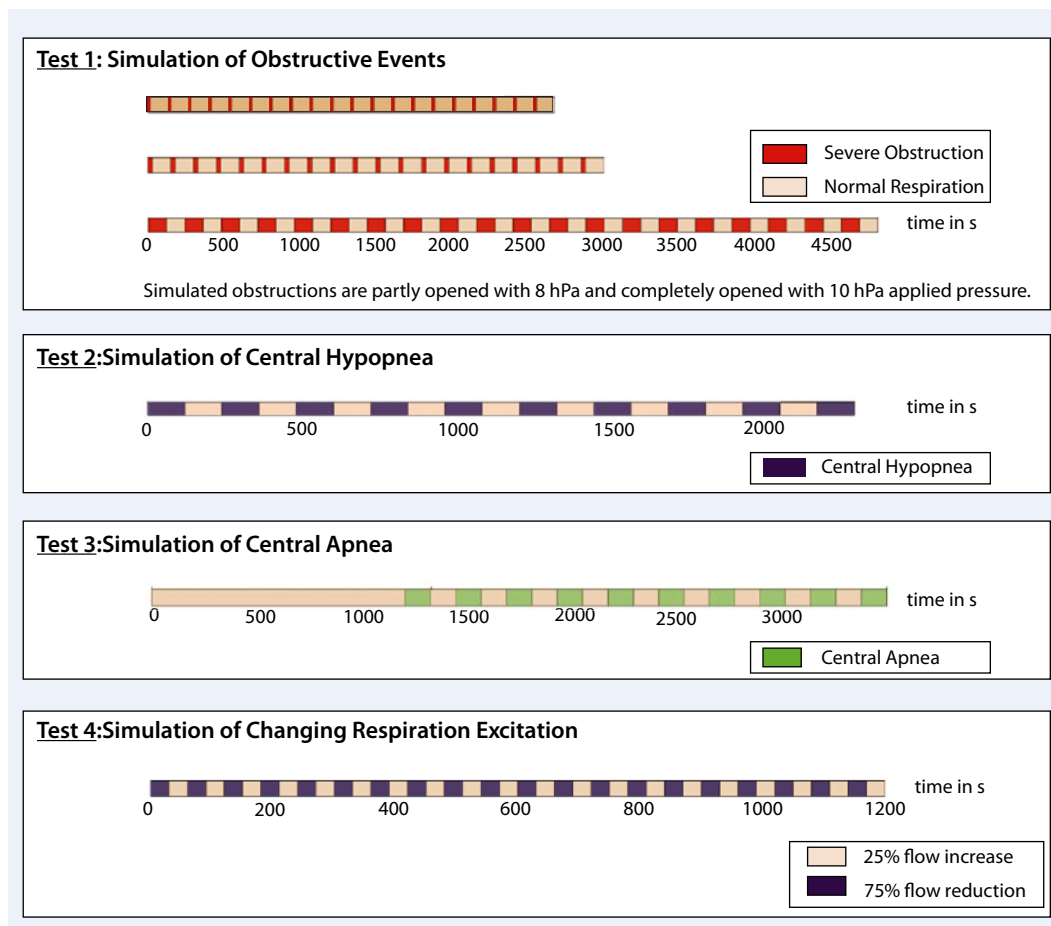 Test 1: Simulation of Obstructive Events
Severe Obstruction
Normal Respiration
time in s
0 500 1000 1500 2000 2500 3000 3500 4000 4500
Simulated obstructions are partly opened with 8 hPa and completely opened with 10 hPa applied pressure.
Test 2:Simulation of Central Hypopnea
time in s
0 500 1000 1500 2000
Central Hypopnea
Test 3:Simulation of Central Apnea
time in s
0 500 1000 1500 2000 2500 3000
Central Apnea
Test 4:Simulation of Changing Respiration Excitation
time in s
0 200 400 600 800 1000 1200
25% flow increase
75% flow reduction